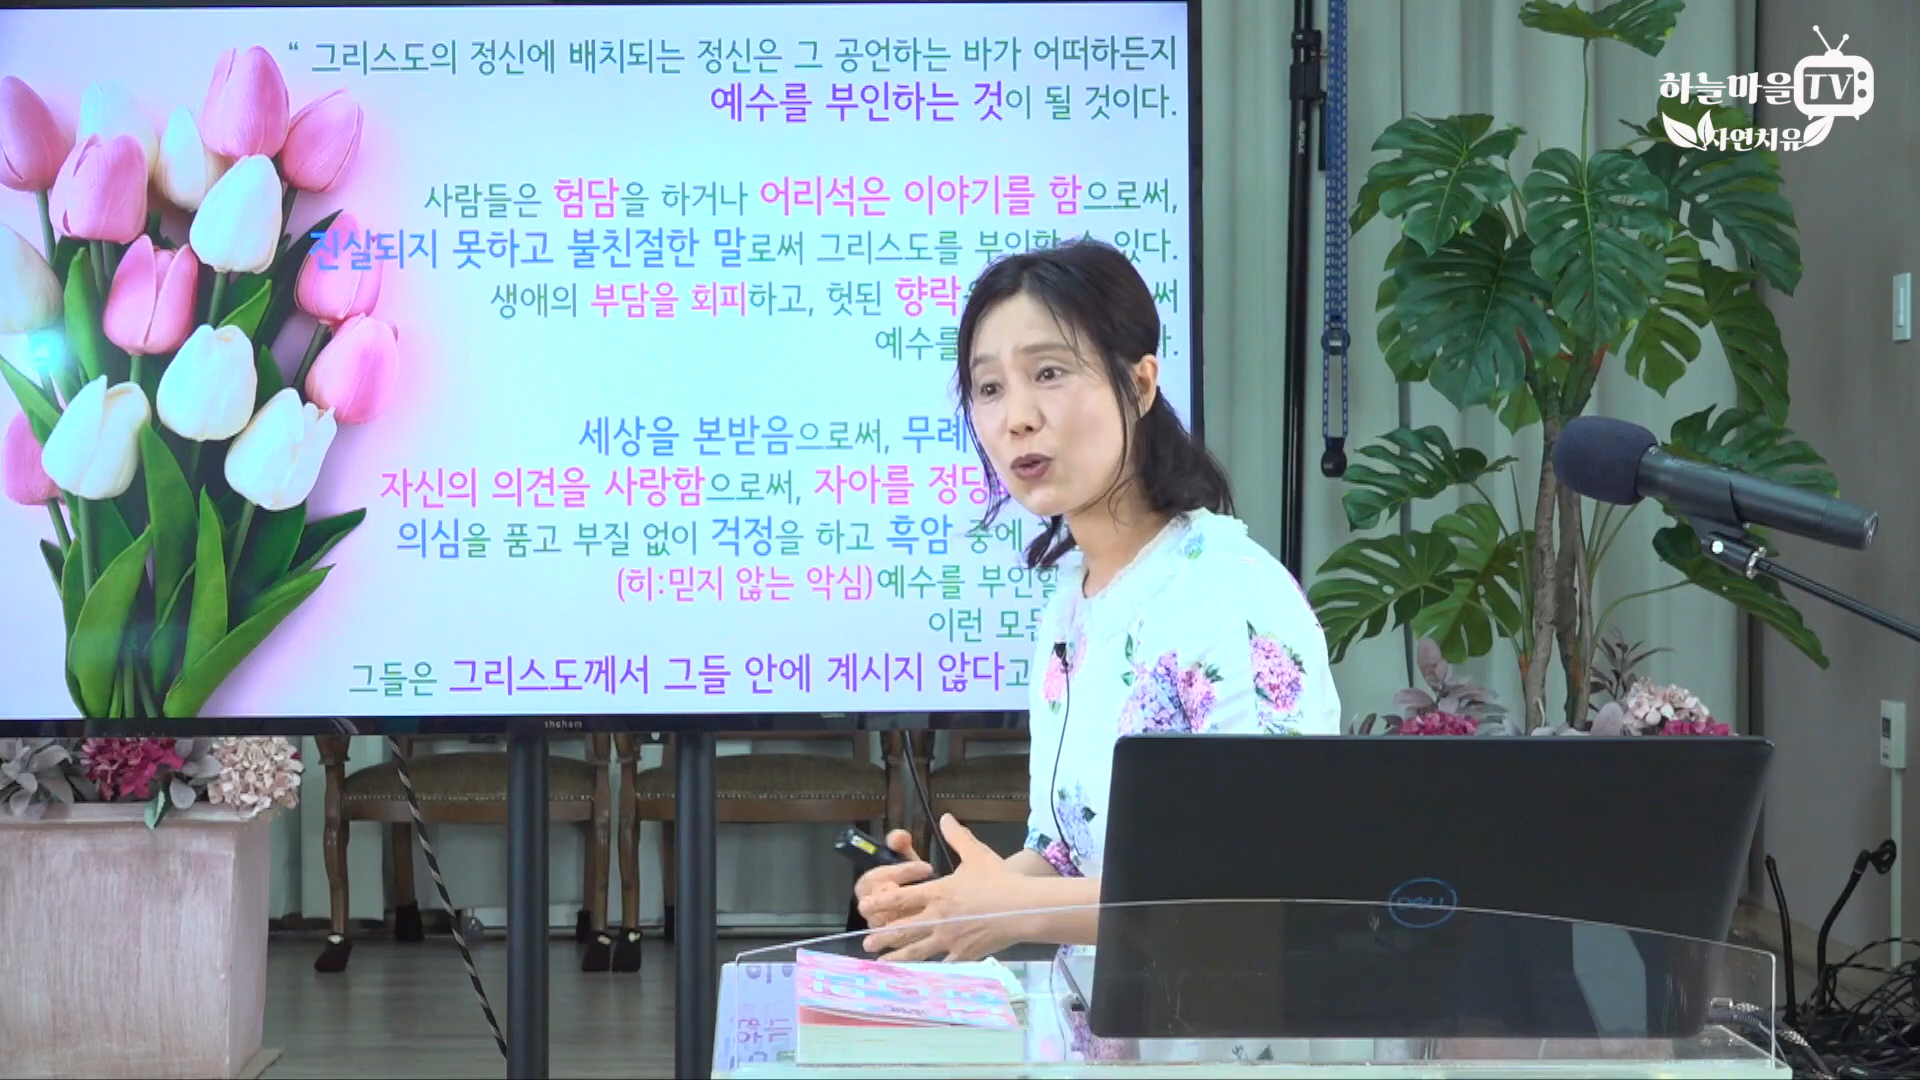 “ 그리스도의 정신에 배치되는 정신은 그 공언하는 바가 어떠하든지
예수를 부인하는 것이 될 것이다.
사람들은 험담을 하거나 어리석은 이야기를 함으로써,
진실되지 못하고 불친절한 말로써 그리스도를 부인할 수 있다.
생애의 부담을 회피하고, 헛된 향락 써
예수를
세상을 본받음으로써, 무례
자신의 의견을 사랑함으로써, 자아를
의심을 품고 부질 없이 걱정을 하고 흑암 중에
(히:믿지 않는 악심)예수를 부인할
이런
그들은 그리스도께서 그들 안에 계시지 않다고
하늘마을TV
자연치유
theham
DELL